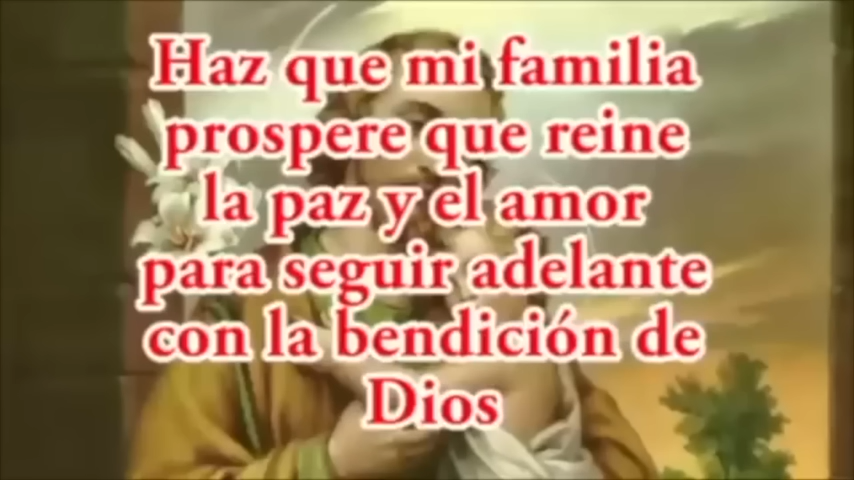 Haz que mi familia
prospere que reine
la paz y el amor
para seguir adelante
con la bendición de
Dios